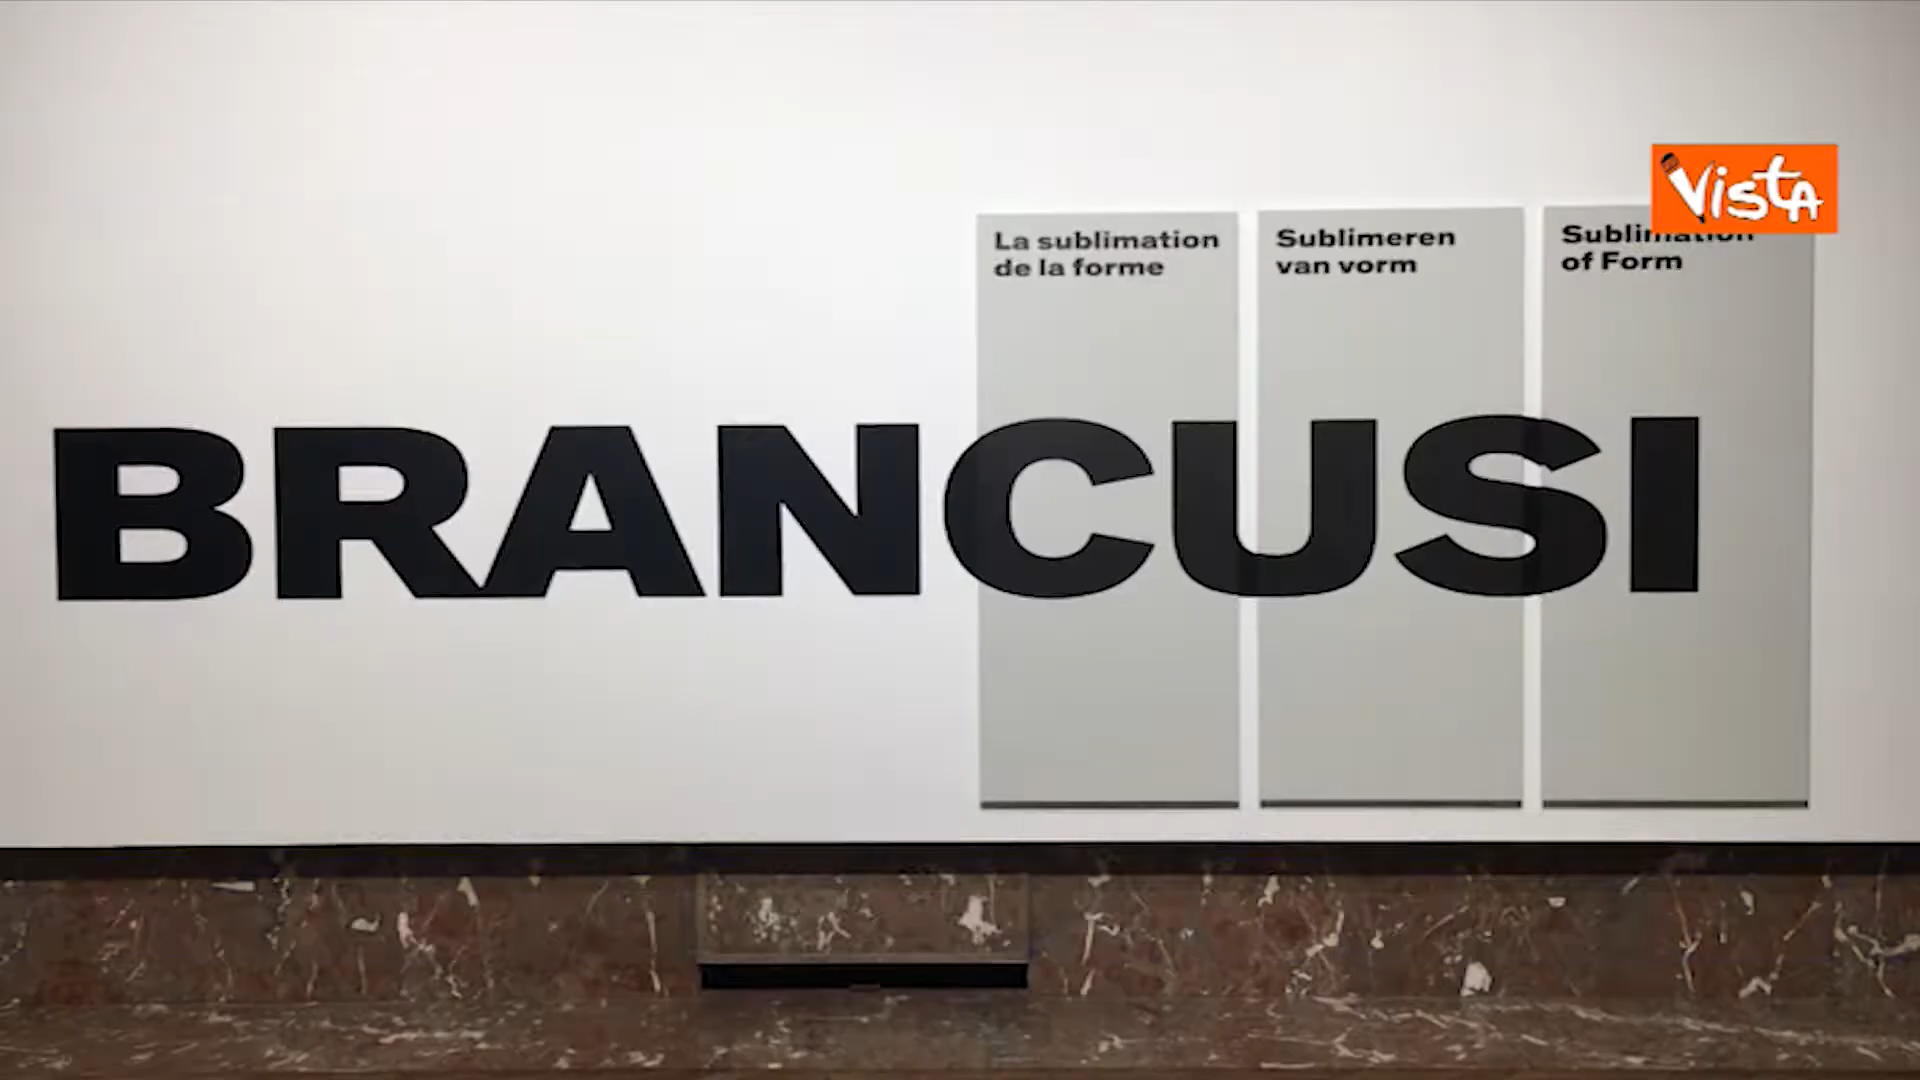 VistA
La sublimation
de la forme
Sublimeren
van vorm
Sublimation
of Form
BRANCUSI